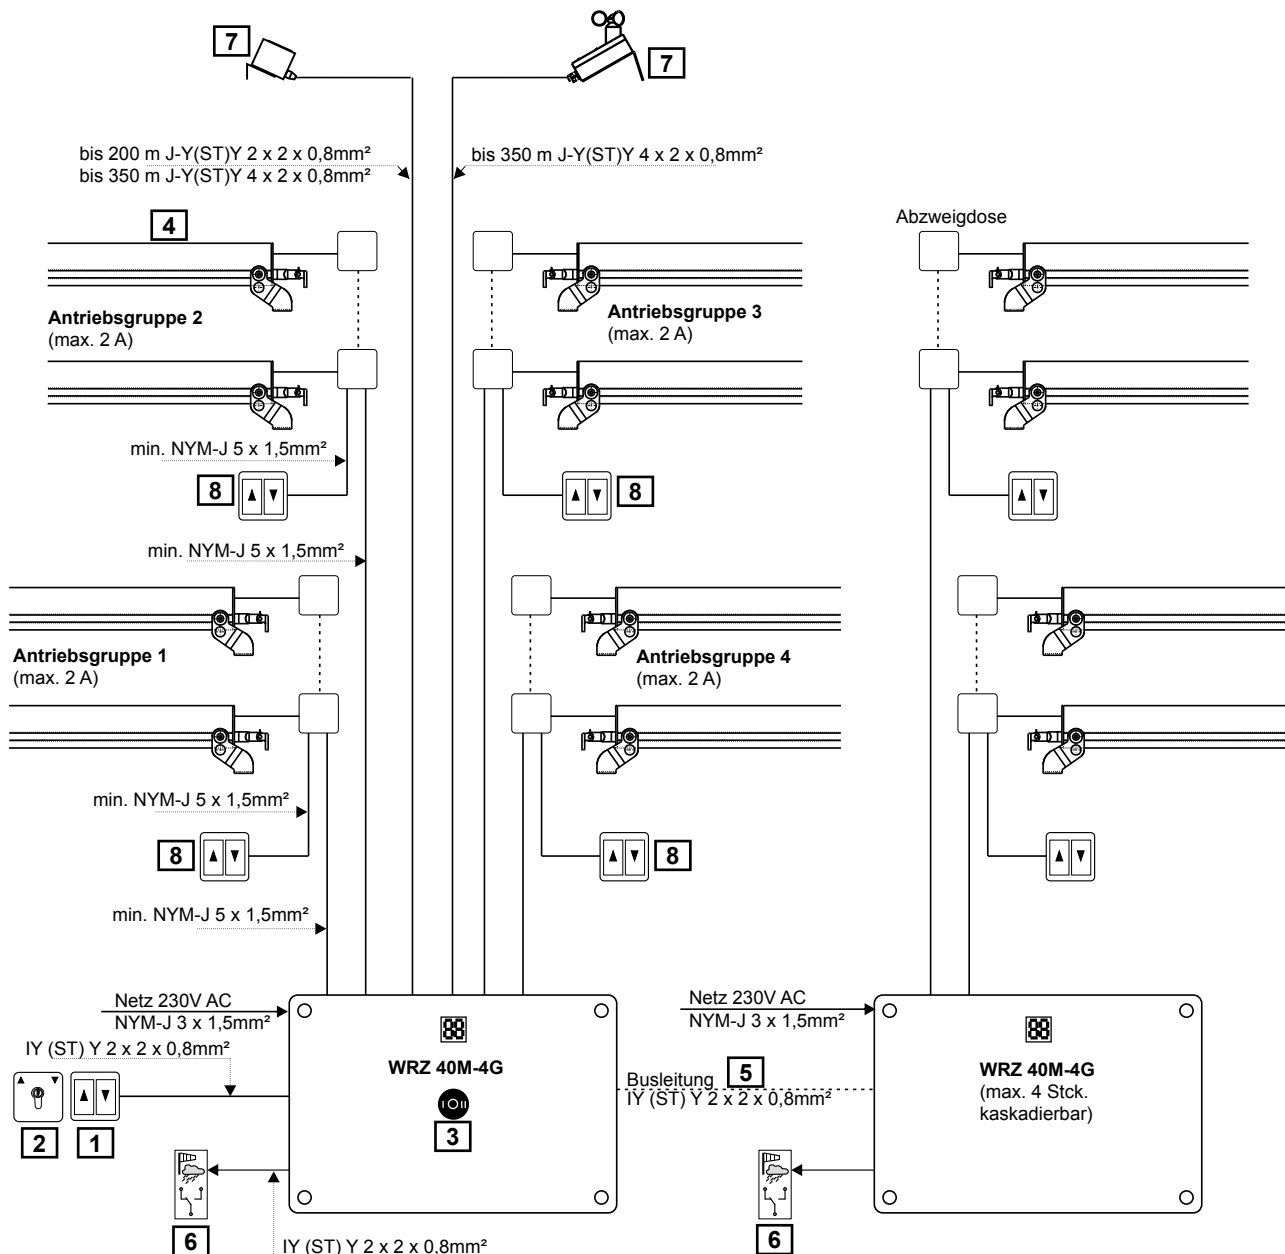 7
7
bis 200 m J-Y(ST)Y 2 x 2 x 0,8mm²
bis 350 m J-Y(ST)Y 4 x 2 x 0,8mm²
bis 350 m J-Y(ST)Y 4 x 2 x 0,8mm²
4
Abzweigdose
Antriebsgruppe 2
(max. 2 A)
Antriebsgruppe 3
(max. 2 A)
min. NYM-J 5 x 1,5mm²
8
8
min. NYM-J 5 x 1,5mm²
Antriebsgruppe 1
(max. 2 A)
Antriebsgruppe 4
(max. 2 A)
min. NYM-J 5 x 1,5mm²
8
8
min. NYM-J 5 x 1,5mm²
Netz 230V AC
NYM-J 3 x 1,5mm²
Netz 230V AC
NYM-J 3 x 1,5mm²
88
88
IY (ST) Y 2 x 2 x 0,8mm²
WRZ 40M-4G
WRZ 40M-4G
(max. 4 Stck.
kaskadierbar)
Busleitung
5
IY (ST) Y 2 x 2 x 0,8mm²
I O II
2
1
3
6
6
IY (ST) Y 2 x 2 x 0,8mm²